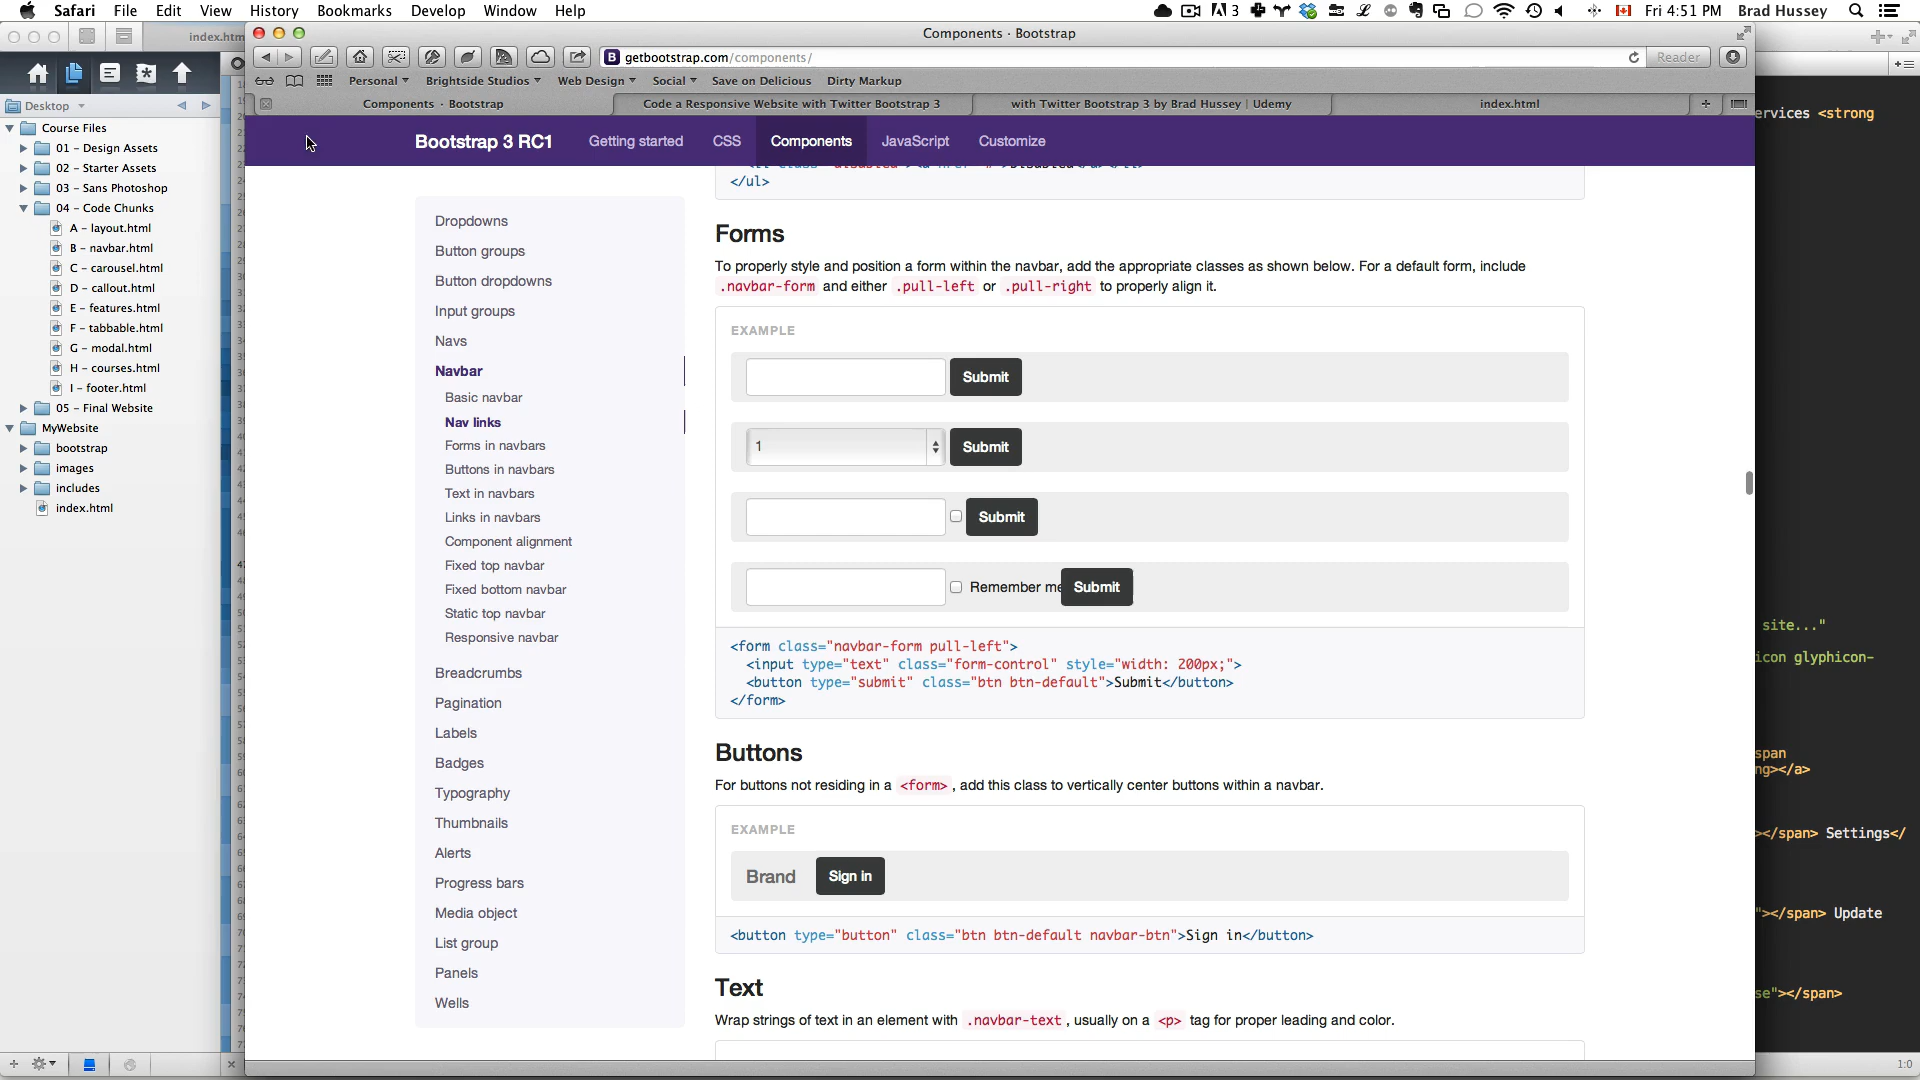 Safari File Edit View History Bookmarks Develop Window Help
3 Fri 4:51 PM Brad Hussey
Components · Bootstrap
index.htm
getbootstrap.com/components/
Reader
Personal Brightside Studios Web Design Social Save on Delicious Dirty Markup
Components · Bootstrap
Code a Responsive Website with Twitter Bootstrap 3
with Twitter Bootstrap 3 by Brad Hussey | Udemy
index.html
Desktop
Course Files
01 – Design Assets
02 – Starter Assets
03 – Sans Photoshop
04 – Code Chunks
A – layout.html
B – navbar.html
C – carousel.html
D – callout.html
E – features.html
F – tabbable.html
G – modal.html
H – courses.html
I – footer.html
05 – Final Website
MyWebsite
bootstrap
images
includes
index.html
Bootstrap 3 RC1
Getting started
CSS
Components
JavaScript
Customize
Dropdowns
Button groups
Button dropdowns
Input groups
Navs
Navbar
Basic navbar
Nav links
Forms in navbars
Buttons in navbars
Text in navbars
Links in navbars
Component alignment
Fixed top navbar
Fixed bottom navbar
Static top navbar
Responsive navbar
Breadcrumbs
Pagination
Labels
Badges
Typography
Thumbnails
Alerts
Progress bars
Media object
List group
Panels
Wells
</ul>
Forms
To properly style and position a form within the navbar, add the appropriate classes as shown below. For a default form, include
.navbar-form and either .pull-left or .pull-right to properly align it.
EXAMPLE
Submit
1 Submit
Submit
Remember me Submit
<form class="navbar-form pull-left">
<input type="text" class="form-control" style="width: 200px;">
<button type="submit" class="btn btn-default">Submit</button>
</form>
Buttons
For buttons not residing in a <form> , add this class to vertically center buttons within a navbar.
EXAMPLE
Brand Sign in
<button type="button" class="btn btn-default navbar-btn">Sign in</button>
Text
Wrap strings of text in an element with .navbar-text , usually on a <p> tag for proper leading and color.
ervices <strong
site..."
icon glyphicon-
span
ng></a>
></span> Settings</
"></span> Update
se"></span>
1:0